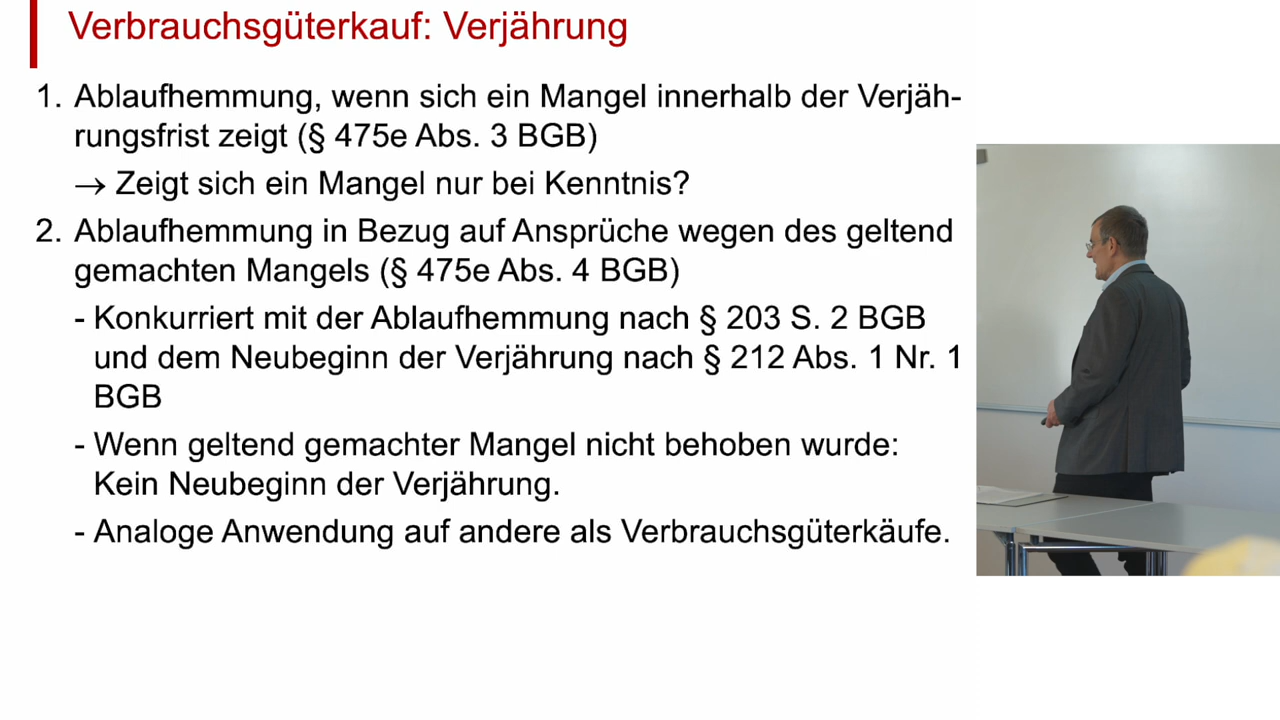 Verbrauchsgüterkauf: Verjährung
1. Ablaufhemmung, wenn sich ein Mangel innerhalb der Verjäh-
rungsfrist zeigt (§ 475e Abs. 3 BGB)
→ Zeigt sich ein Mangel nur bei Kenntnis?
2. Ablaufhemmung in Bezug auf Ansprüche wegen des geltend
gemachten Mangels (§ 475e Abs. 4 BGB)
- Konkurriert mit der Ablaufhemmung nach § 203 S. 2 BGB
und dem Neubeginn der Verjährung nach § 212 Abs. 1 Nr. 1
BGB
- Wenn geltend gemachter Mangel nicht behoben wurde:
Kein Neubeginn der Verjährung.
- Analoge Anwendung auf andere als Verbrauchsgüterkäufe.